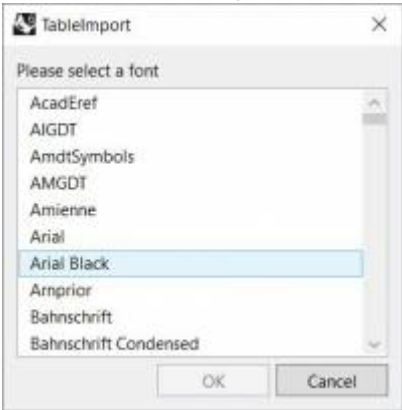 TableImport
Please select a font
AcadEref
AIGDT
AmdtSymbols
AMGDT
Amienne
Arial
Arial Black
Arnprior
Bahnschrift
Bahnschrift Condensed
OK Cancel